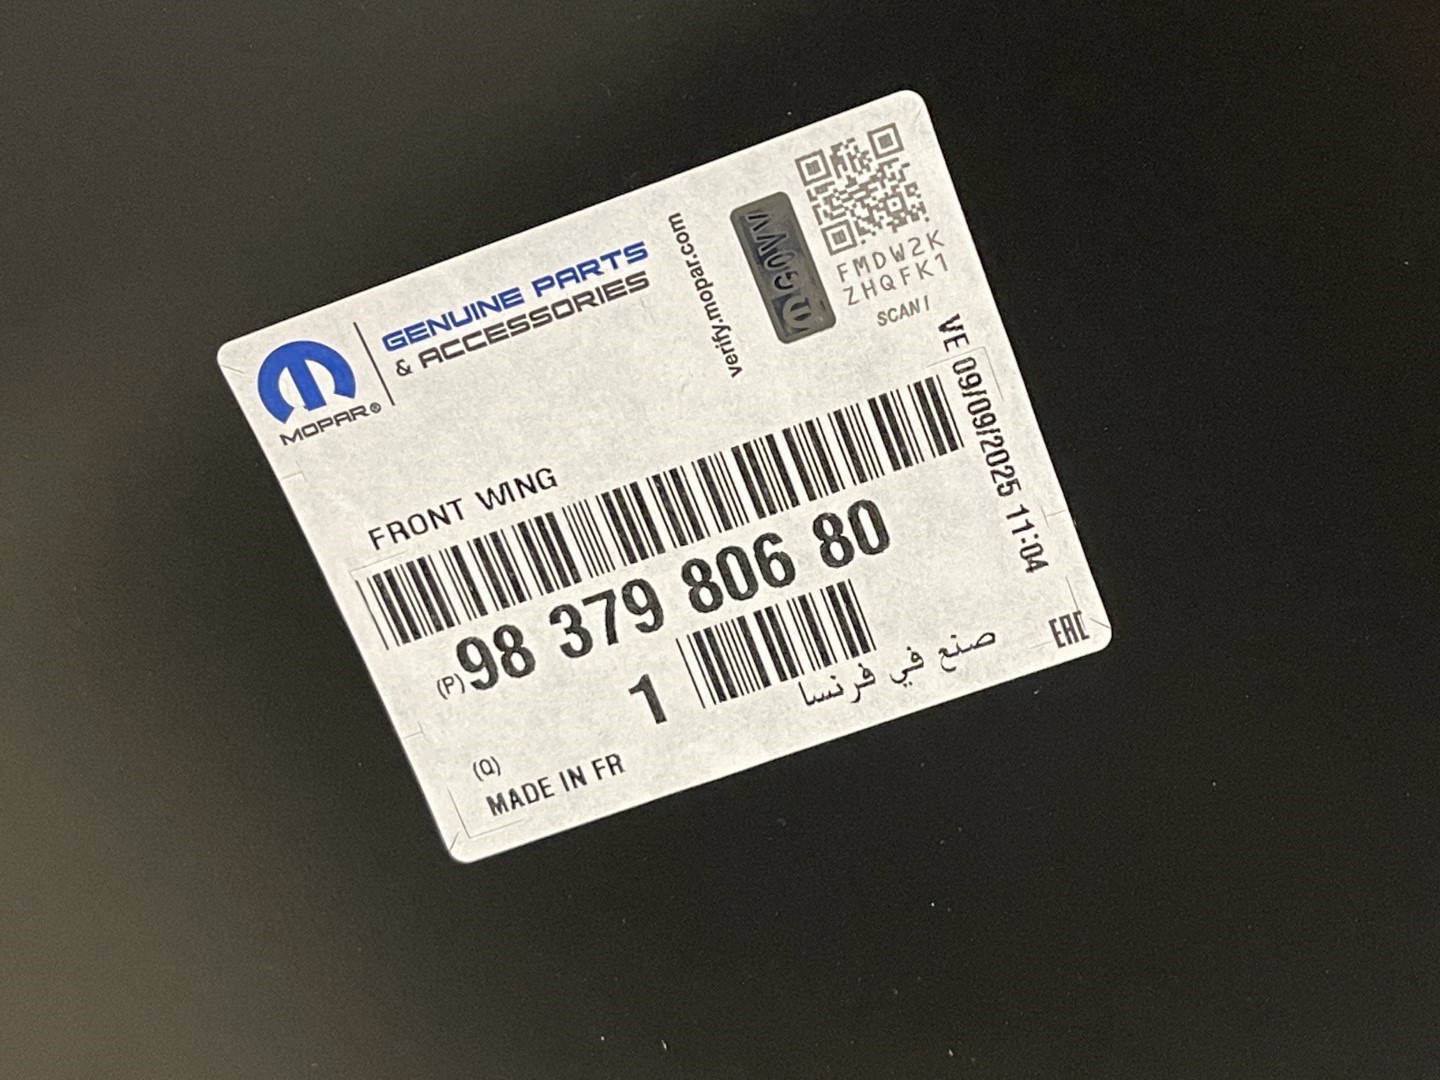 MOPAR®
GENUINE PARTS
& ACCESSORIES
verify.mopar.com
FMDW2K
ZHQFK1
SCAN
VE 09/09/2025 11:04
FRONT WING
(P) 98 379 806 80
(Q) 1
MADE IN FR
صنع في فرنسا
EAC